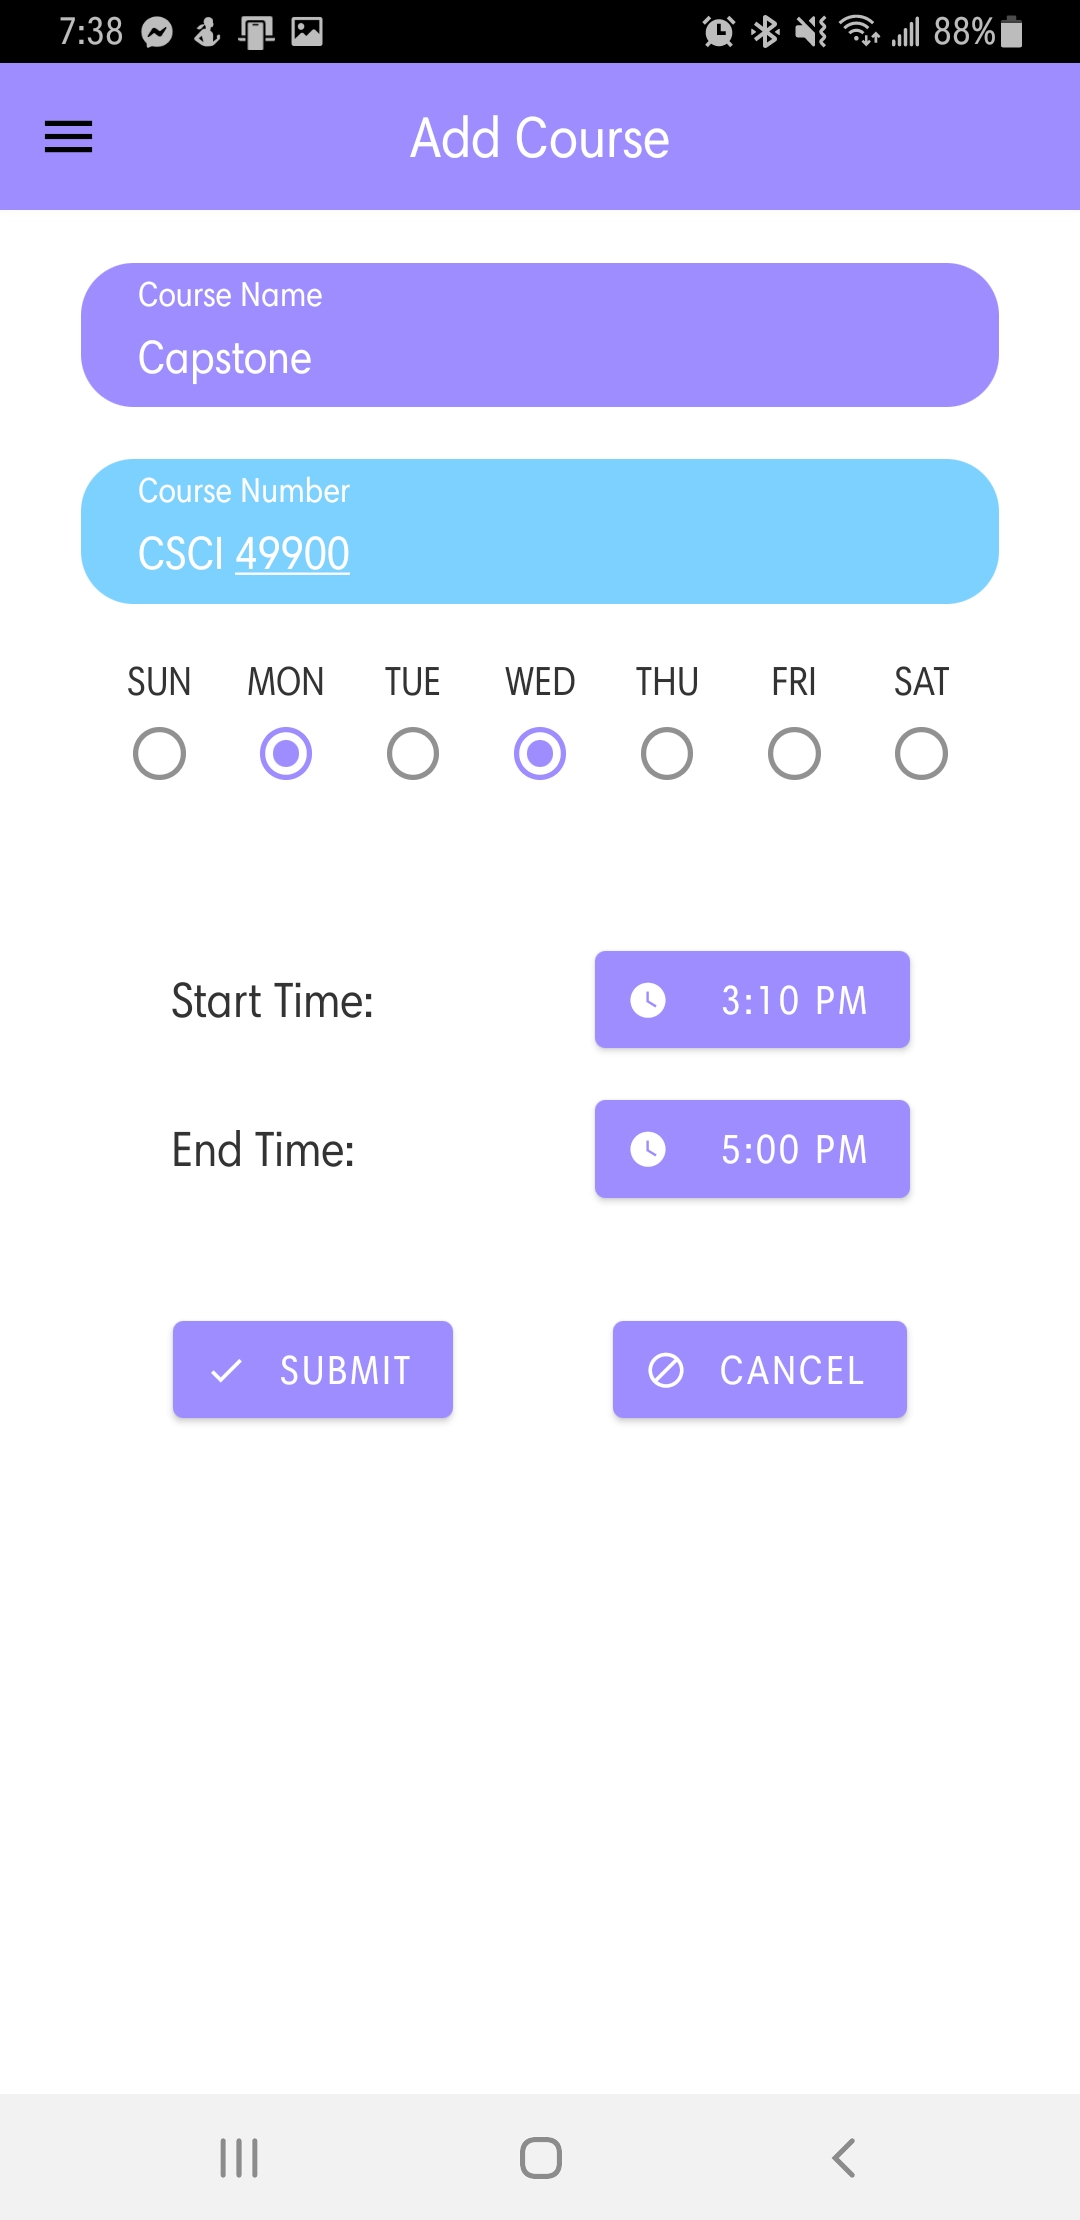 7:38 88%
Add Course
Course Name
Capstone
Course Number
CSCI 49900
SUN MON TUE WED THU FRI SAT
Start Time: 3:10 PM
End Time: 5:00 PM
SUBMIT CANCEL